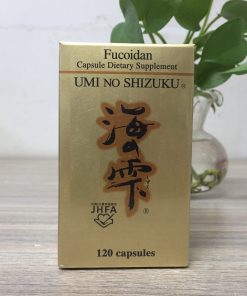 Fucoidan
Capsule Dietary Supplement
UMI NO SHIZUKU®
海の雫®
JHFA
120 capsules